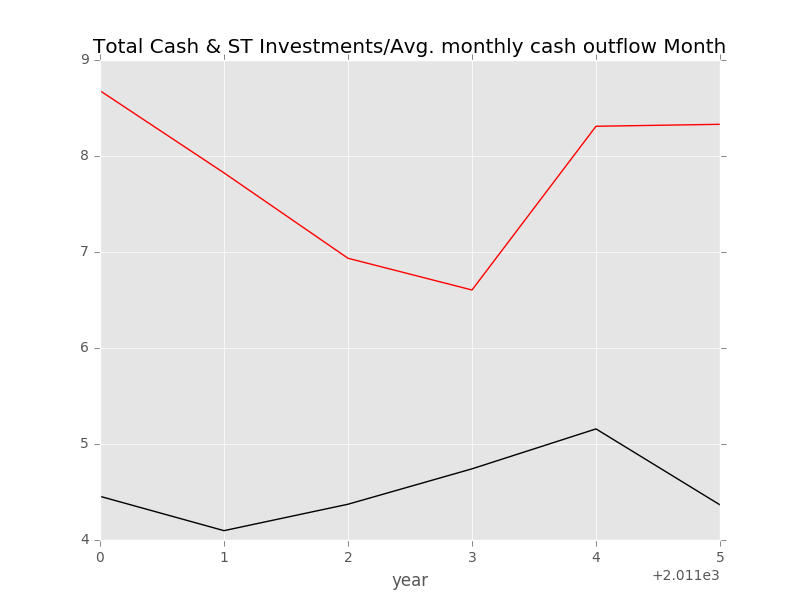 Total Cash & ST Investments/Avg. monthly cash outflow Month
9
8
7
6
5
4
0 1 2 3 4 5
+2.011e3
year